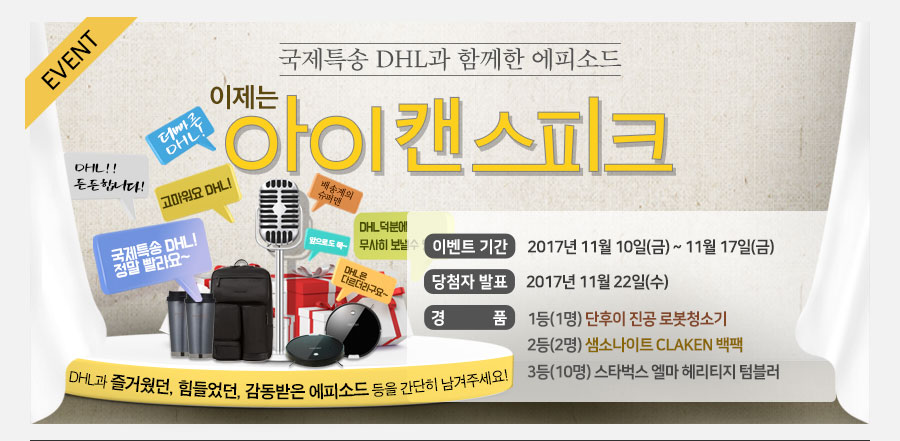 EVENT
국제특송 DHL과 함께한 에피소드
이제는
아이 캔 스피크
더빠른
DHL!
DHL!!
든든합니다!
고마워요 DHL!
국제특송 DHL!
정말 빨라요~
배송계의
슈퍼맨
DHL덕분에
무사히 보낼수
앞으로도 쭉~
DHL은
다르더라구요~
이벤트 기간 2017년 11월 10일(금) ~ 11월 17일(금)
당첨자 발표 2017년 11월 22일(수)
경 품 1등(1명) 단후이 진공 로봇청소기
2등(2명) 샘소나이트 CLAKEN 백팩
3등(10명) 스타벅스 엘마 헤리티지 텀블러
DHL과 즐거웠던, 힘들었던, 감동받은 에피소드 등을 간단히 남겨주세요!